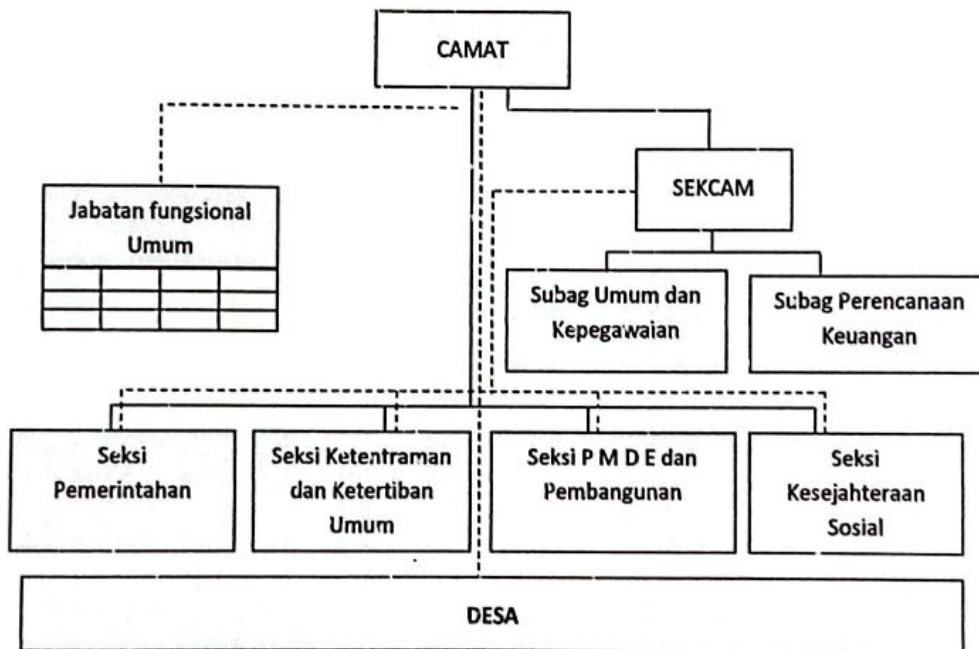 CAMAT
SEKCAM
Jabatan fungsional
Umum
Subag Umum dan
Kepegawaian
Subag Perencanaan
Keuangan
Seksi
Pemerintahan
Seksi Ketentraman
dan Ketertiban
Umum
Seksi P M D E dan
Pembangunan
Seksi
Kesejahteraan
Sosial
DESA